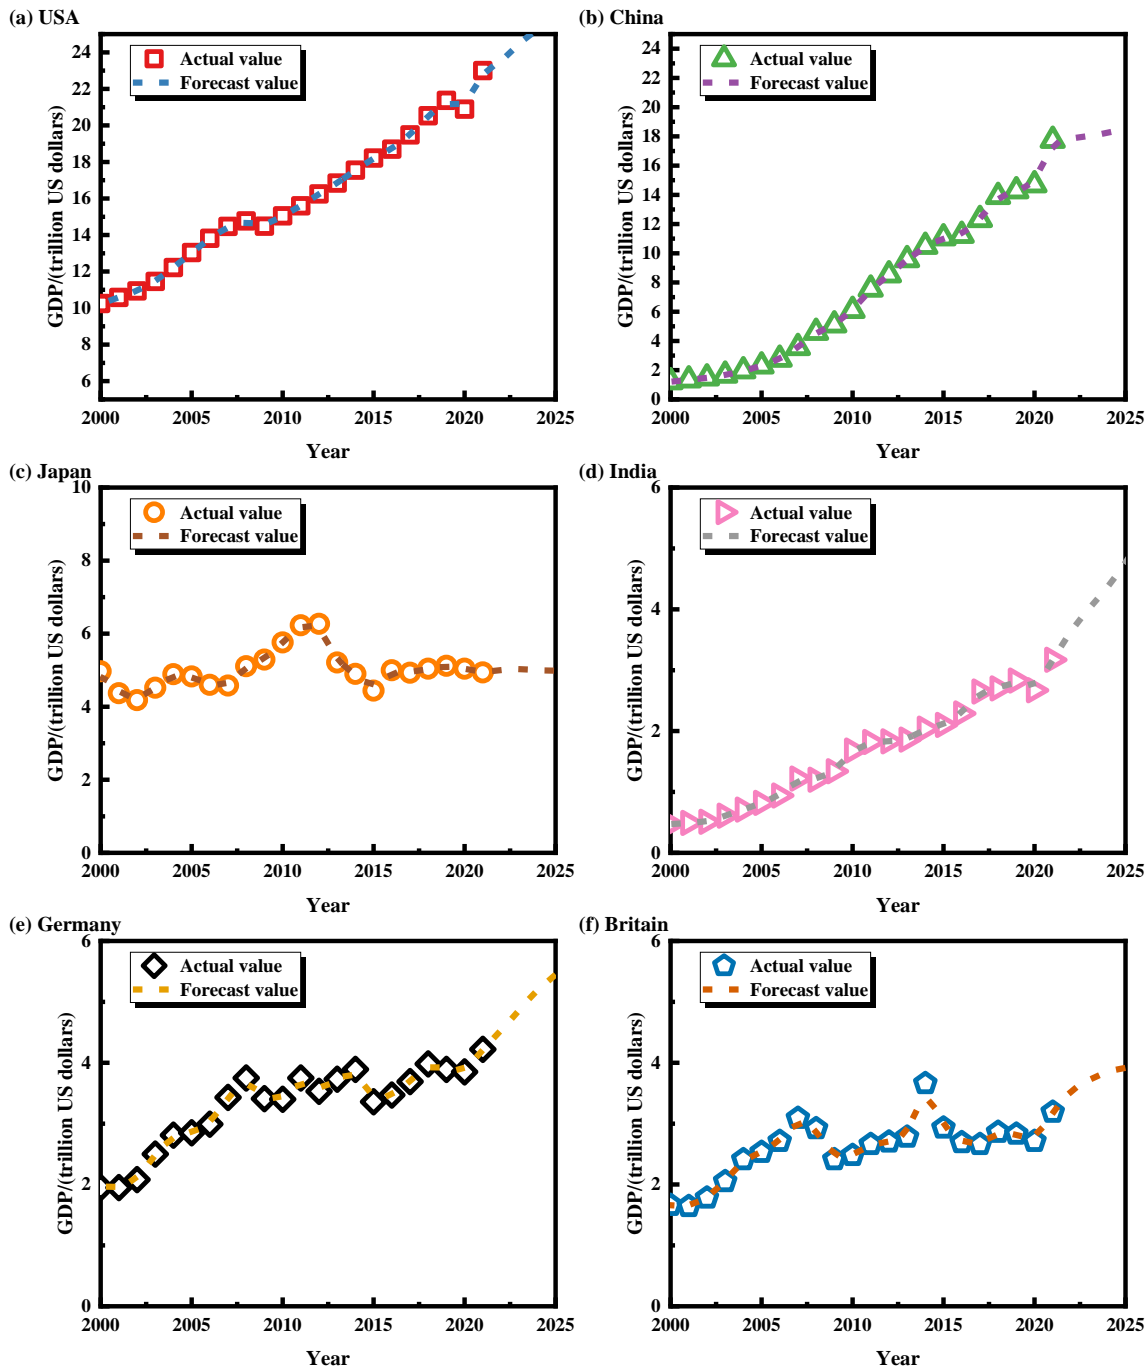 (a) USA
Actual value
Forecast value
GDP/(trillion US dollars)
24
22
20
18
16
14
12
10
8
6
2000 2005 2010 2015 2020 2025
Year
(b) China
Actual value
Forecast value
GDP/(trillion US dollars)
24
22
20
18
16
14
12
10
8
6
4
2
0
2000 2005 2010 2015 2020 2025
Year
(c) Japan
Actual value
Forecast value
GDP/(trillion US dollars)
10
8
6
4
2
0
2000 2005 2010 2015 2020 2025
Year
(d) India
Actual value
Forecast value
GDP/(trillion US dollars)
6
4
2
0
2000 2005 2010 2015 2020 2025
Year
(e) Germany
Actual value
Forecast value
GDP/(trillion US dollars)
6
4
2
0
2000 2005 2010 2015 2020 2025
Year
(f) Britain
Actual value
Forecast value
GDP/(trillion US dollars)
6
4
2
0
2000 2005 2010 2015 2020 2025
Year